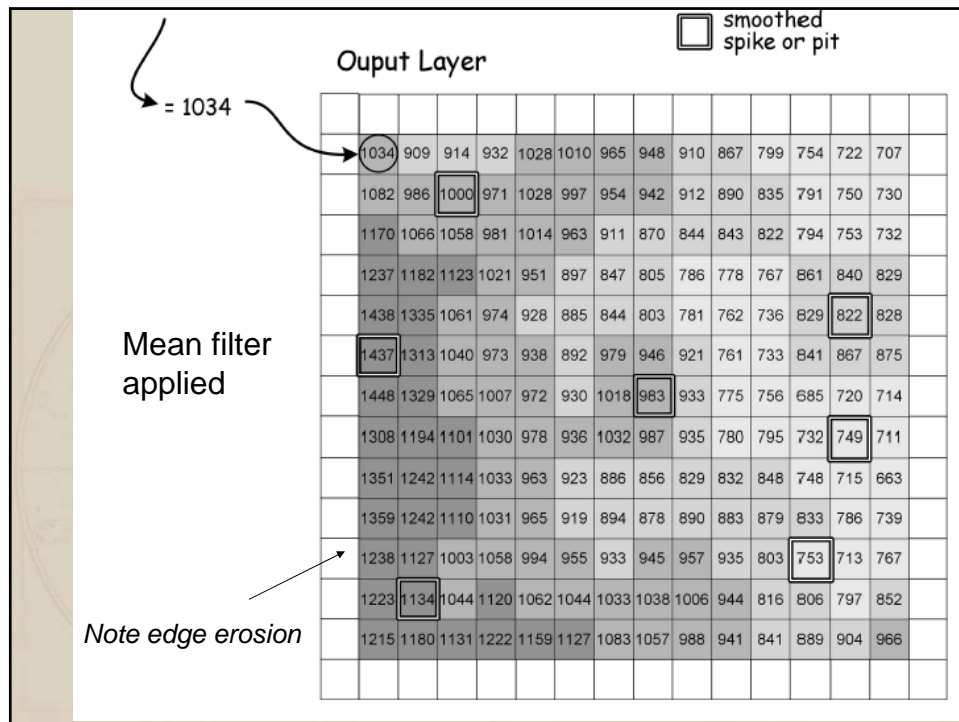 smoothed
spike or pit
Ouput Layer
= 1034
1034 909 914 932 1028 1010 965 948 910 867 799 754 722 707
1082 986 1000 971 1028 997 954 942 912 890 835 791 750 730
1170 1066 1058 981 1014 963 911 870 844 843 822 794 753 732
1237 1182 1123 1021 951 897 847 805 786 778 767 861 840 829
1438 1335 1061 974 928 885 844 803 781 762 736 829 822 828
Mean filter
applied
1437 1313 1040 973 938 892 979 946 921 761 733 841 867 875
1448 1329 1065 1007 972 930 1018 983 933 775 756 685 720 714
1308 1194 1101 1030 978 936 1032 987 935 780 795 732 749 711
1351 1242 1114 1033 963 923 886 856 829 832 848 748 715 663
1359 1242 1110 1031 965 919 894 878 890 883 879 833 786 739
1238 1127 1003 1058 994 955 933 945 957 935 803 753 713 767
1223 1134 1044 1120 1062 1044 1033 1038 1006 944 816 806 797 852
Note edge erosion
1215 1180 1131 1222 1159 1127 1083 1057 988 941 841 889 904 966